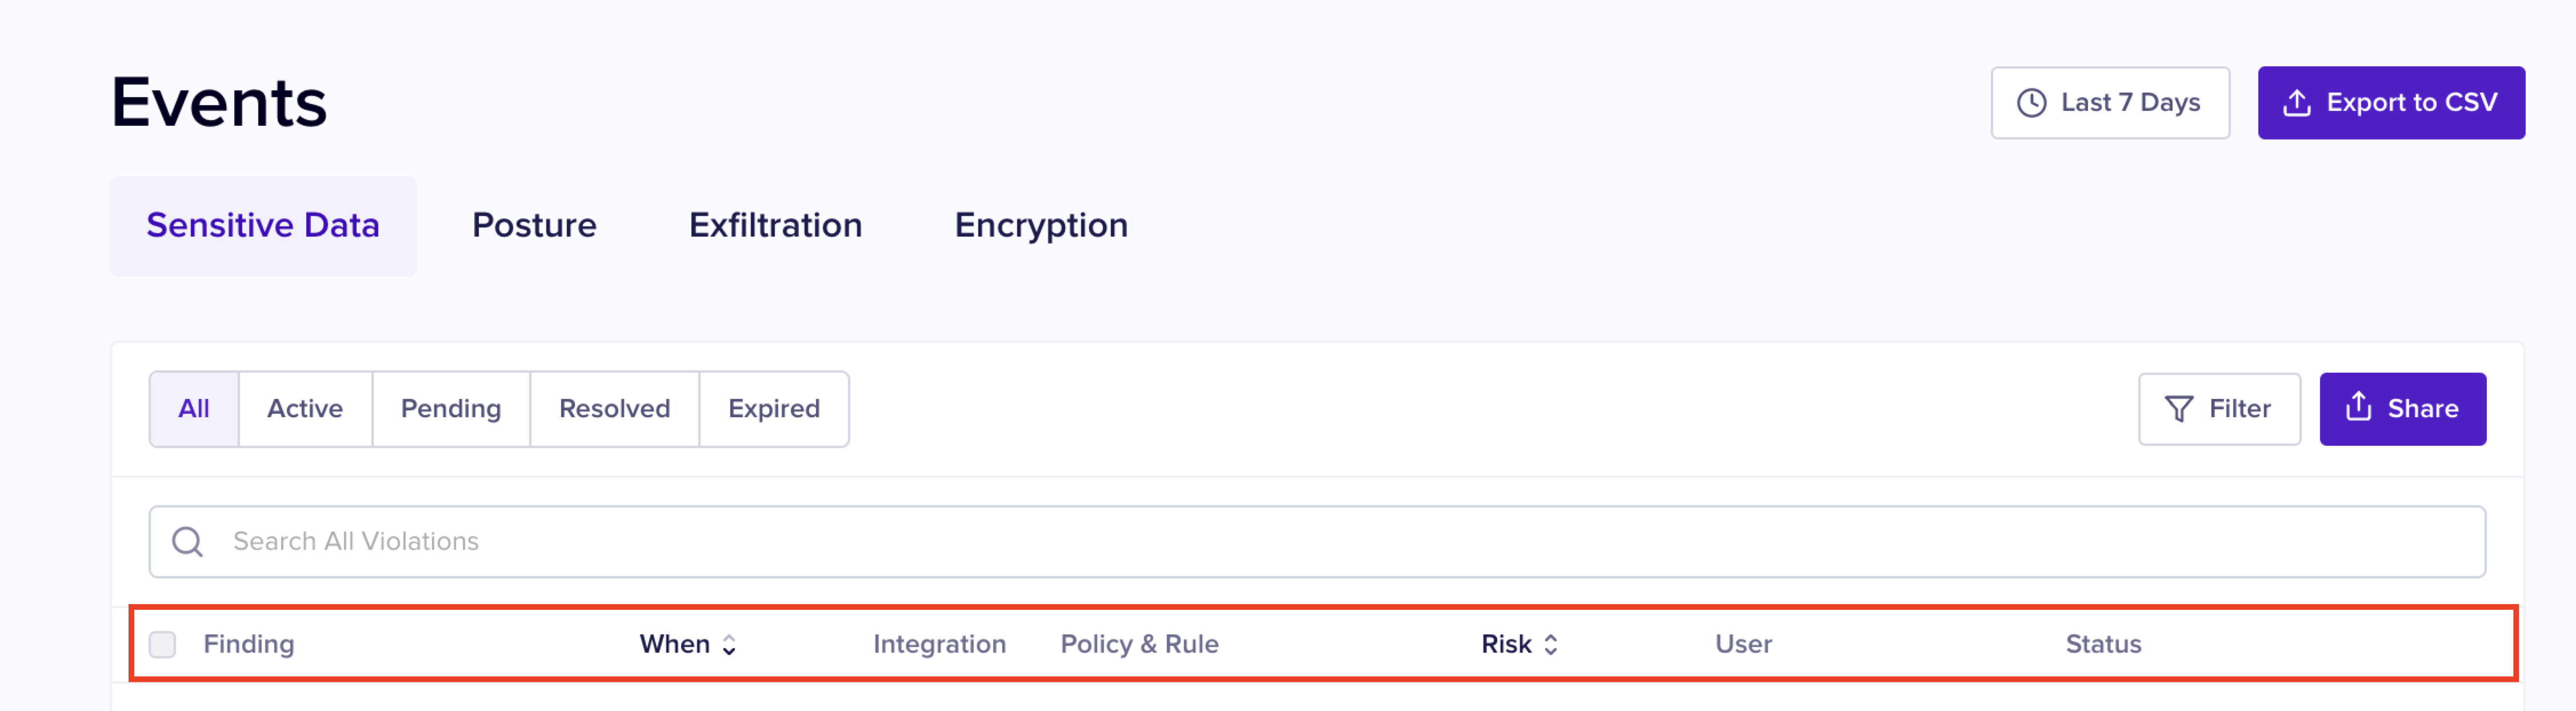 Events
Last 7 Days
Export to CSV
Sensitive Data
Posture
Exfiltration
Encryption
All
Active
Pending
Resolved
Expired
Filter
Share
Search All Violations
Finding
When
Integration
Policy & Rule
Risk
User
Status